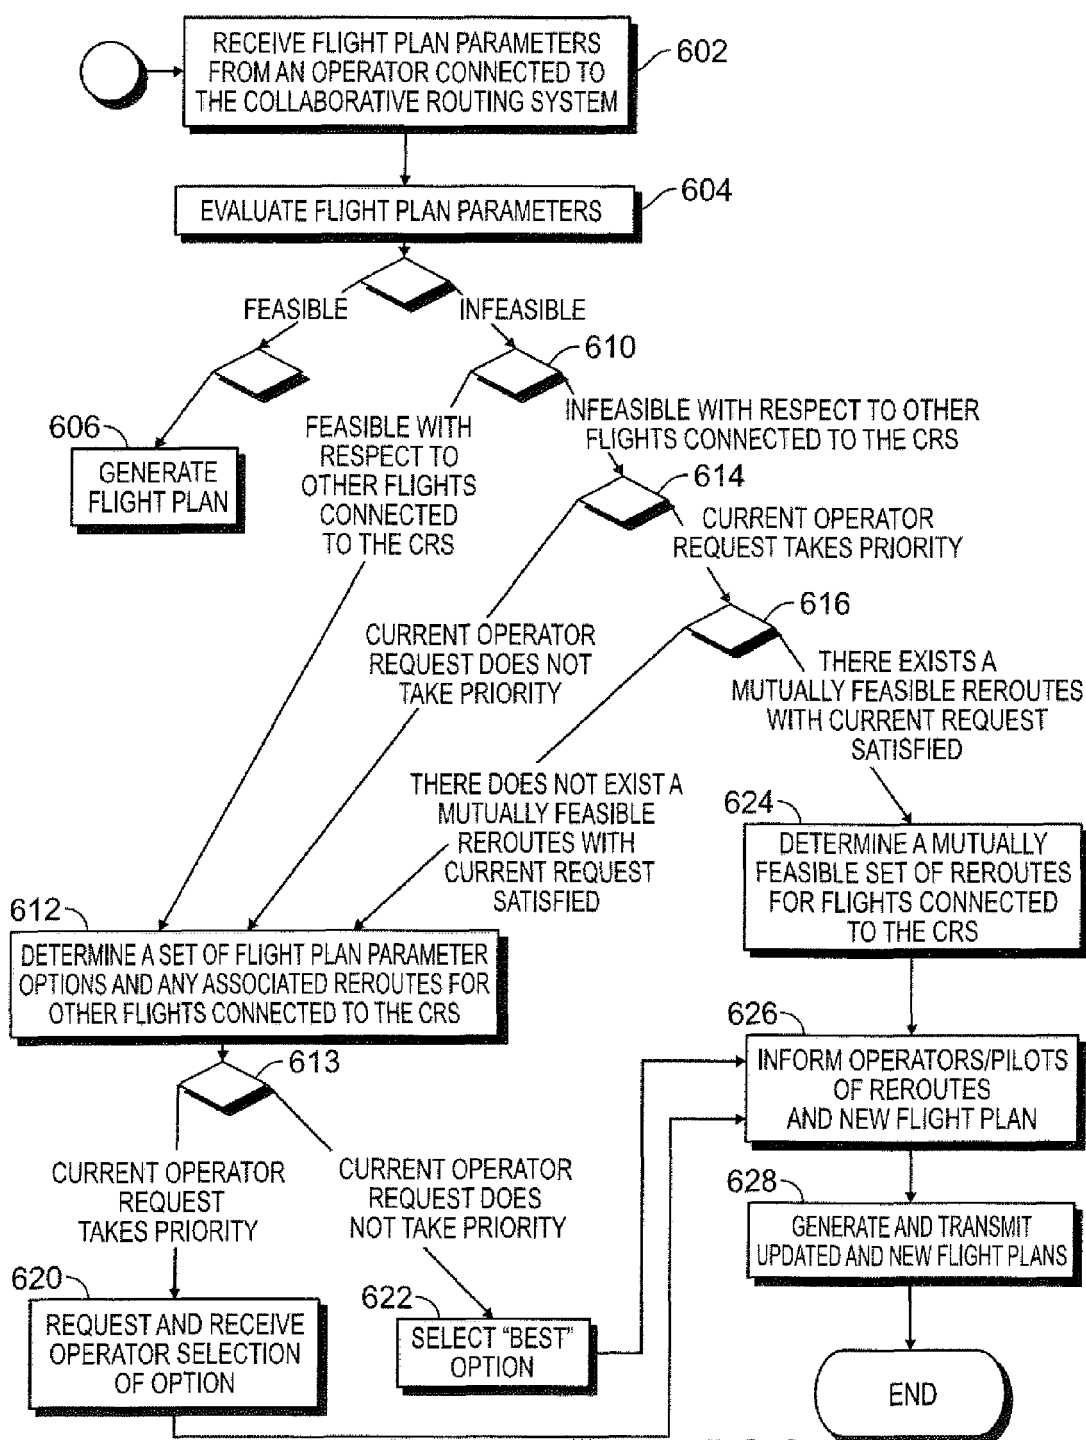 RECEIVE FLIGHT PLAN PARAMETERS
FROM AN OPERATOR CONNECTED TO
THE COLLABORATIVE ROUTING SYSTEM
602
EVALUATE FLIGHT PLAN PARAMETERS
604
FEASIBLE
INFEASIBLE
610
606
GENERATE
FLIGHT PLAN
FEASIBLE WITH
RESPECT TO
OTHER FLIGHTS
CONNECTED
TO THE CRS
INFEASIBLE WITH RESPECT TO OTHER
FLIGHTS CONNECTED TO THE CRS
614
CURRENT OPERATOR
REQUEST TAKES PRIORITY
616
CURRENT OPERATOR
REQUEST DOES NOT
TAKE PRIORITY
THERE EXISTS A
MUTUALLY FEASIBLE REROUTES
WITH CURRENT REQUEST
SATISFIED
THERE DOES NOT EXIST A
MUTUALLY FEASIBLE
REROUTES WITH
CURRENT REQUEST
SATISFIED
624
DETERMINE A MUTUALLY
FEASIBLE SET OF REROUTES
FOR FLIGHTS CONNECTED
TO THE CRS
612
DETERMINE A SET OF FLIGHT PLAN PARAMETER
OPTIONS AND ANY ASSOCIATED REROUTES FOR
OTHER FLIGHTS CONNECTED TO THE CRS
613
626
INFORM OPERATORS/PILOTS
OF REROUTES
AND NEW FLIGHT PLAN
CURRENT OPERATOR
REQUEST
TAKES PRIORITY
CURRENT OPERATOR
REQUEST DOES
NOT TAKE PRIORITY
628
GENERATE AND TRANSMIT
UPDATED AND NEW FLIGHT PLANS
620
REQUEST AND RECEIVE
OPERATOR SELECTION
OF OPTION
622
SELECT “BEST”
OPTION
END